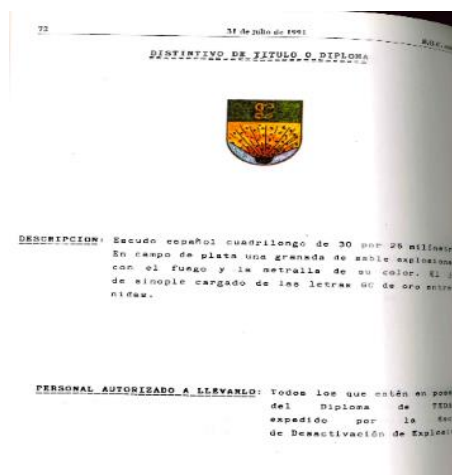 72
31 de julio de 1991
DISTINTIVO DE TITULO O DIPLOMA
DESCRIPCION: Escudo español cuadrilongo de 30 por 25
En campo de plata una granada de sable
con el fuego y la metralla de su color. El
de sinople cargado de las letras GC de oro
nidas.
PERSONAL AUTORIZADO A LLEVARLO: Todos los que estén en
del Diploma de
expedido por la
de Desactivación de